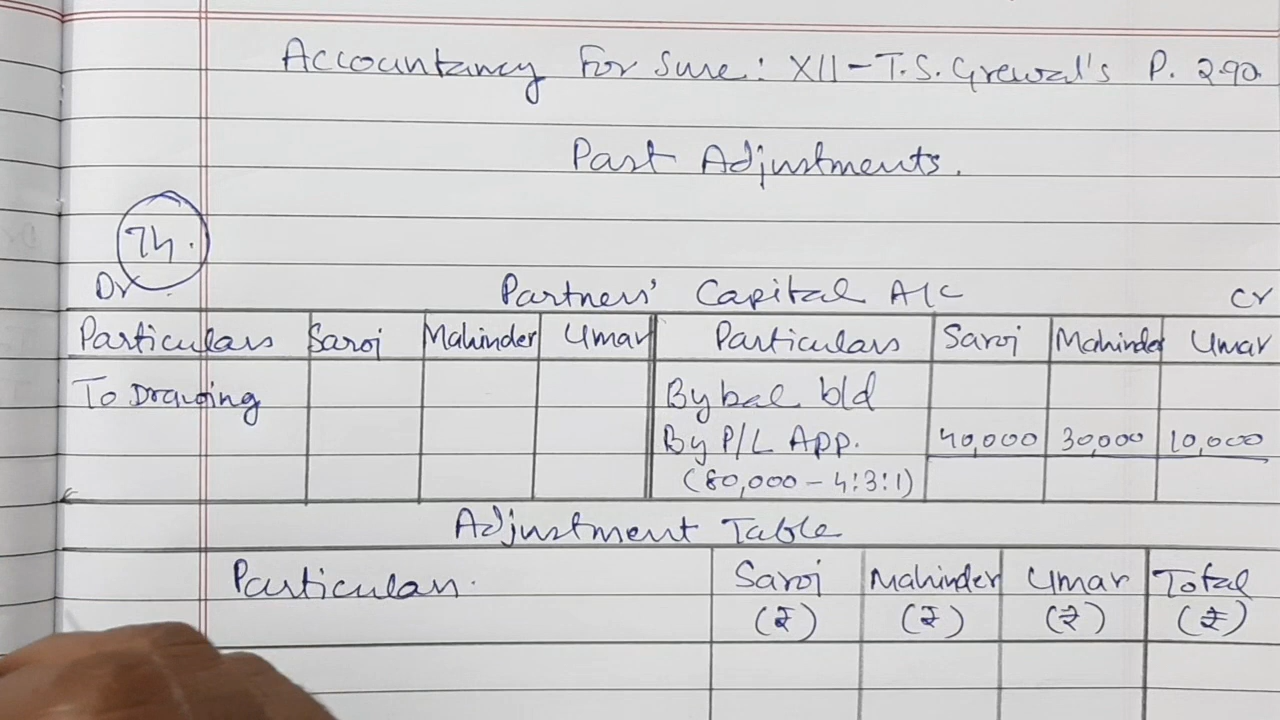 Accountancy For Sure: XII - T.S. Grewal's P. 2.90
Past Adjustments.
74.
Dr Partners' Capital A/c Cr
Particulars Saroj Mahinder Umar Particulars Saroj Mahinder Umar
To Drawing By bal b/d
By P/L App. 40,000 30,000 10,000
(80,000 - 4:3:1)
Adjustment Table
Particulars. Saroj Mahinder Umar Total
(₹) (₹) (₹) (₹)